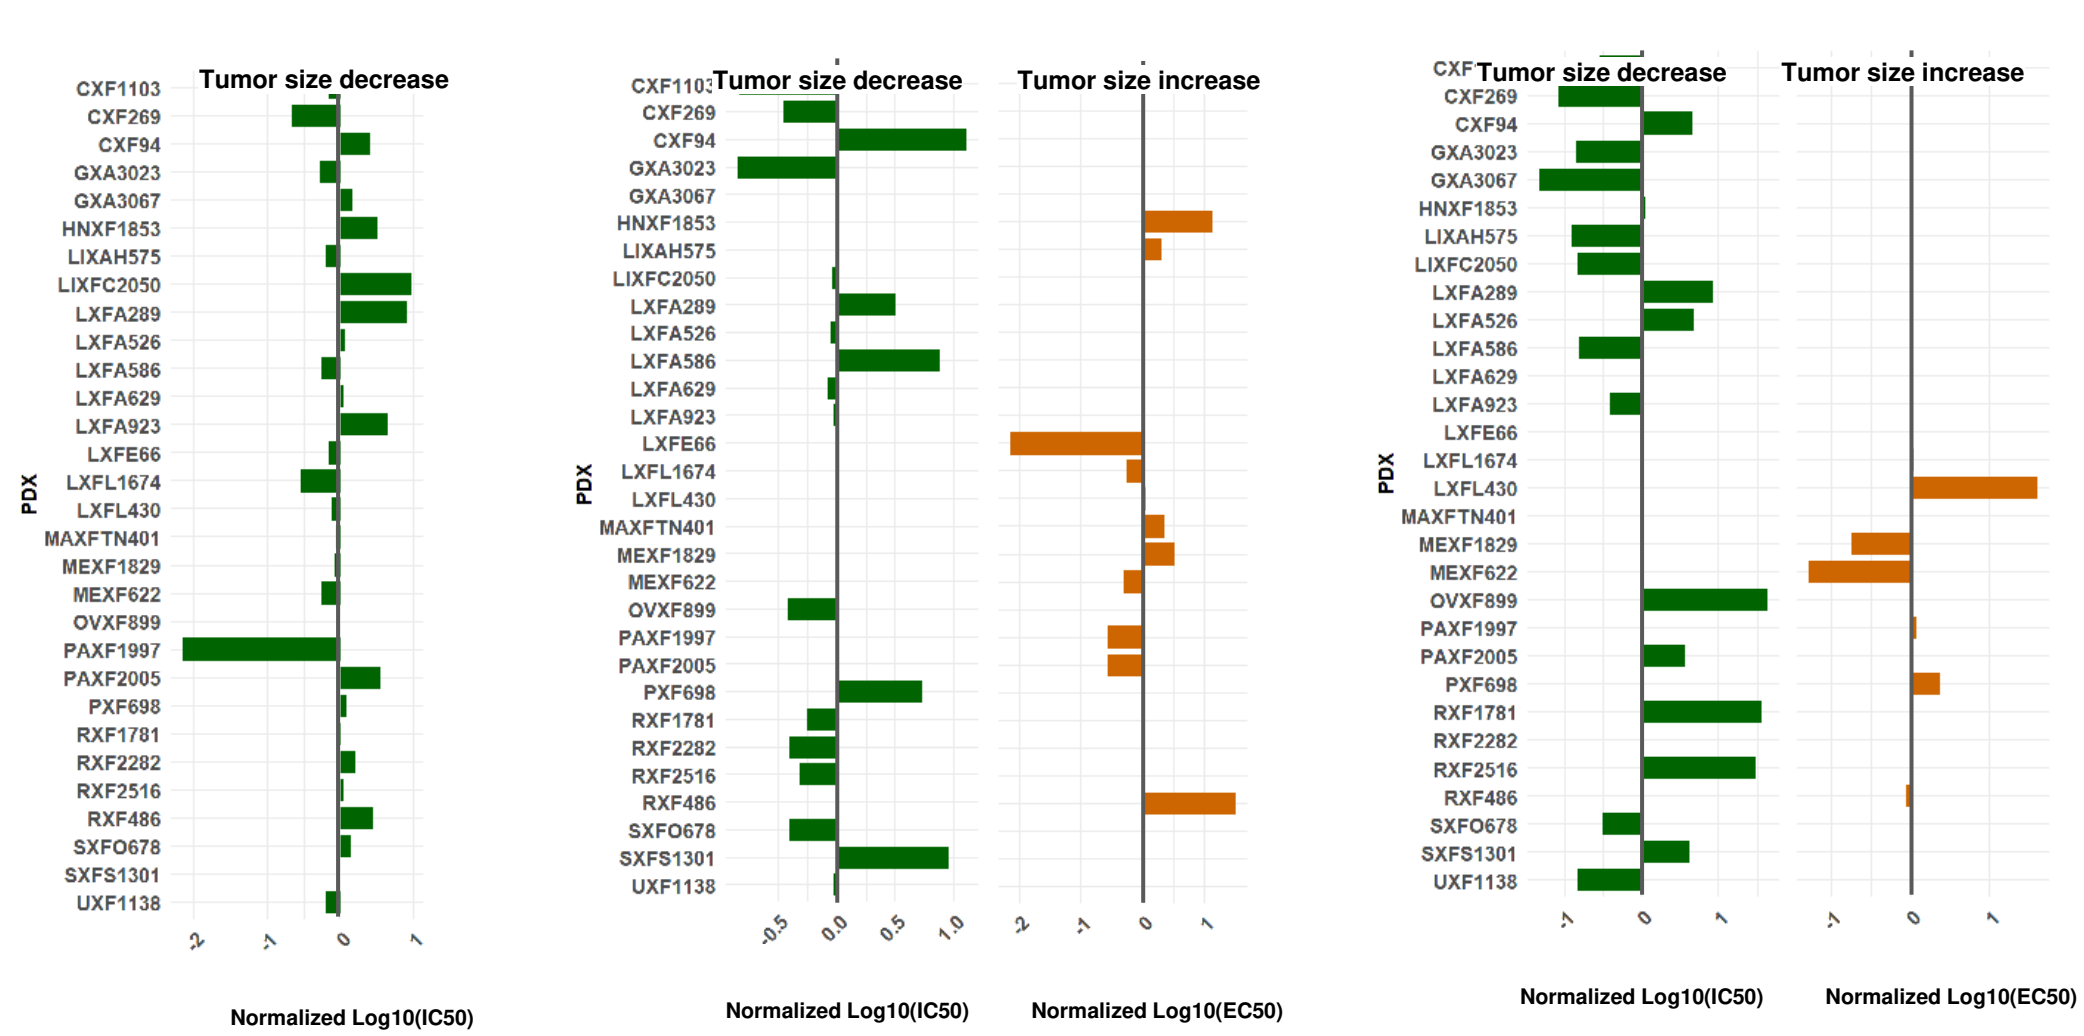 Tumor size decrease
CXF1103
CXF269
CXF94
GXA3023
GXA3067
HNXF1853
LIXAH575
LIXFC2050
LXFA289
LXFA526
LXFA586
LXFA629
LXFA923
LXFE66
LXFL1674
LXFL430
MAXFTN401
MEXF1829
MEXF622
OVXF899
PAXF1997
PAXF2005
PXF698
RXF1781
RXF2282
RXF2516
RXF486
SXFO678
SXFS1301
UXF1138
PDX
-2 -1 0 1
Normalized Log10(IC50)
Tumor size decrease Tumor size increase
CXF1103
CXF269
CXF94
GXA3023
GXA3067
HNXF1853
LIXAH575
LIXFC2050
LXFA289
LXFA526
LXFA586
LXFA629
LXFA923
LXFE66
LXFL1674
LXFL430
MAXFTN401
MEXF1829
MEXF622
OVXF899
PAXF1997
PAXF2005
PXF698
RXF1781
RXF2282
RXF2516
RXF486
SXFO678
SXFS1301
UXF1138
PDX
-0.5 0.0 0.5 1.0 -2 -1 0 1
Normalized Log10(IC50) Normalized Log10(EC50)
Tumor size decrease Tumor size increase
CXF269
CXF94
GXA3023
GXA3067
HNXF1853
LIXAH575
LIXFC2050
LXFA289
LXFA526
LXFA586
LXFA629
LXFA923
LXFE66
LXFL1674
LXFL430
MAXFTN401
MEXF1829
MEXF622
OVXF899
PAXF1997
PAXF2005
PXF698
RXF1781
RXF2282
RXF2516
RXF486
SXFO678
SXFS1301
UXF1138
PDX
-1 0 1 -1 0 1
Normalized Log10(IC50) Normalized Log10(EC50)